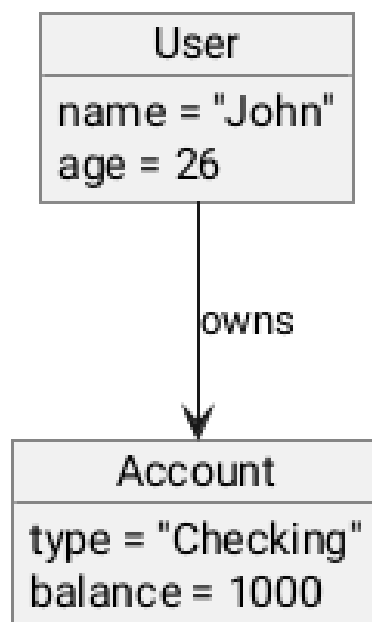 User
name = "John"
age = 26
owns
Account
type = "Checking"
balance = 1000